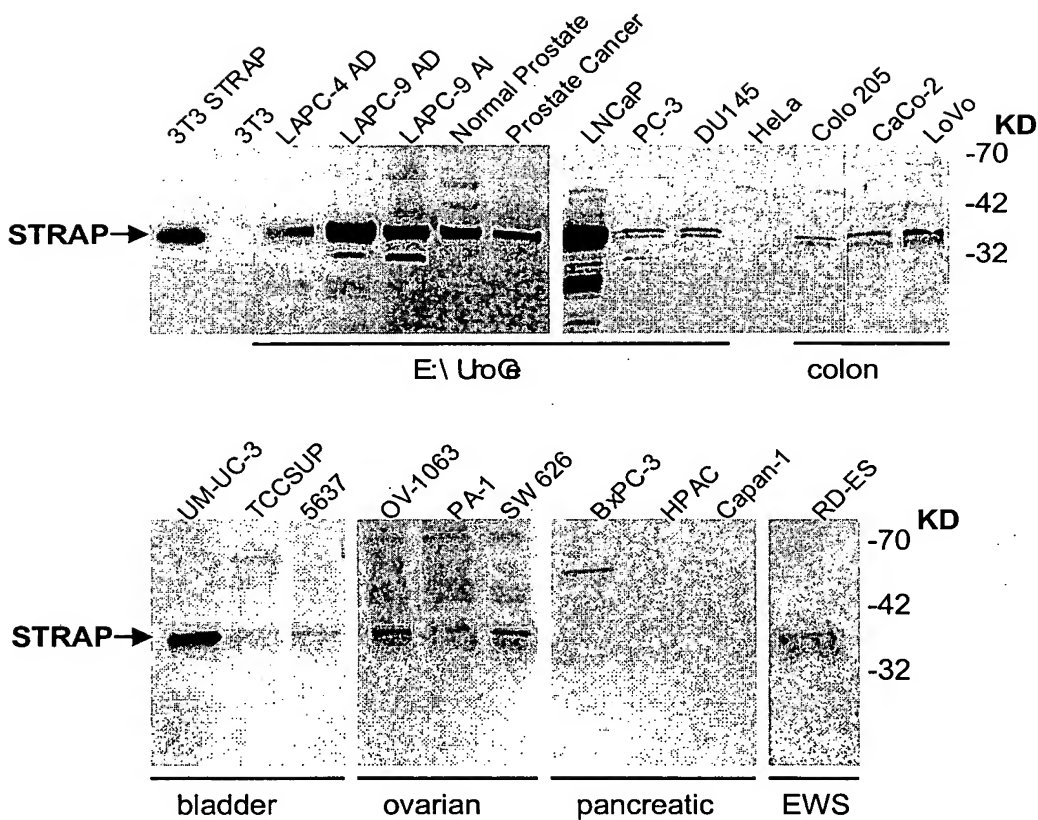 3T3 STRAP
3T3
LAPC-4 AD
LAPC-9 AD
LAPC-9 AI
Normal Prostate
Prostate Cancer
LNCaP
PC-3
DU145
HeLa
Colo 205
CaCo-2
LoVo
KD
-70
-42
-32
STRAP
E:\ UroGe
colon
UM-UC-3
TCCSUP
5637
OV-1063
PA-1
SW 626
BxPC-3
HPAC
Capan-1
RD-ES
KD
-70
-42
-32
STRAP
bladder
ovarian
pancreatic
EWS